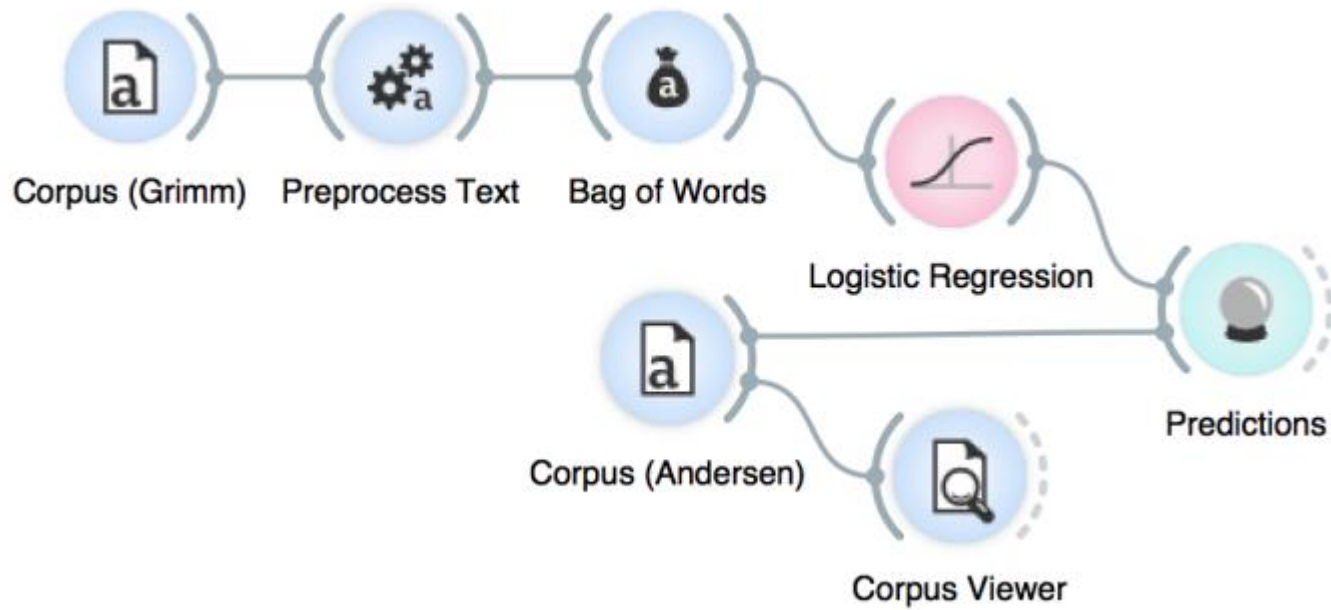 a
a
a
Corpus (Grimm)
Preprocess Text
Bag of Words
Logistic Regression
a
Corpus (Andersen)
Predictions
Corpus Viewer